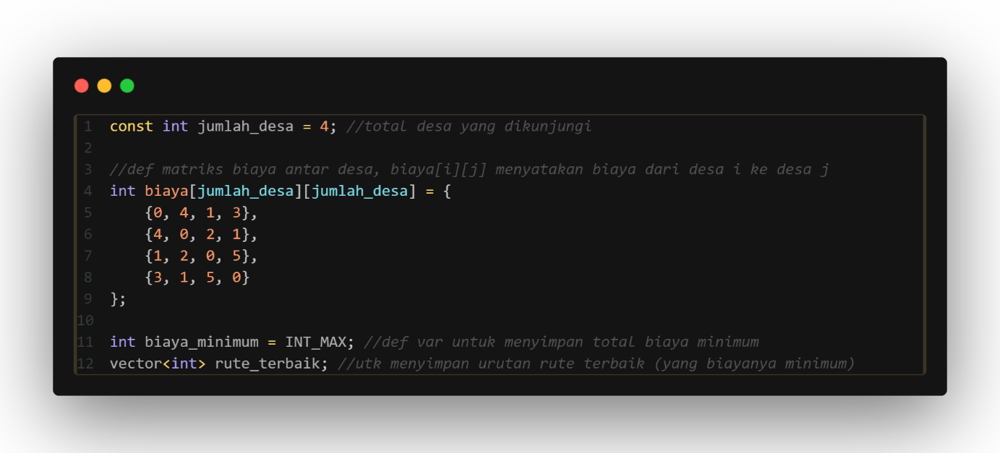 1 const int jumlah_desa = 4; //total desa yang dikunjungi
2
3 //def matriks biaya antar desa, biaya[i][j] menyatakan biaya dari desa i ke desa j
4 int biaya[jumlah_desa][jumlah_desa] = {
5     {0, 4, 1, 3},
6     {4, 0, 2, 1},
7     {1, 2, 0, 5},
8     {3, 1, 5, 0}
9 };
10
11 int biaya_minimum = INT_MAX; //def var untuk menyimpan total biaya minimum
12 vector<int> rute_terbaik; //utk menyimpan urutan rute terbaik (yang biayanya minimum)